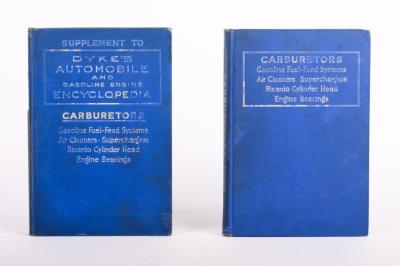 SUPPLEMENT TO
DYKE'S
AUTOMOBILE
AND
GASOLINE ENGINE
ENCYCLOPEDIA
CARBURETORS
Gasoline Fuel-Feed Systems
Air Cleaners - Superchargers
Ricardo Cylinder Head
Engine Bearings
CARBURETORS
Gasoline Fuel-Feed Systems
Air Cleaners Superchargers
Ricardo Cylinder Head
Engine Bearings